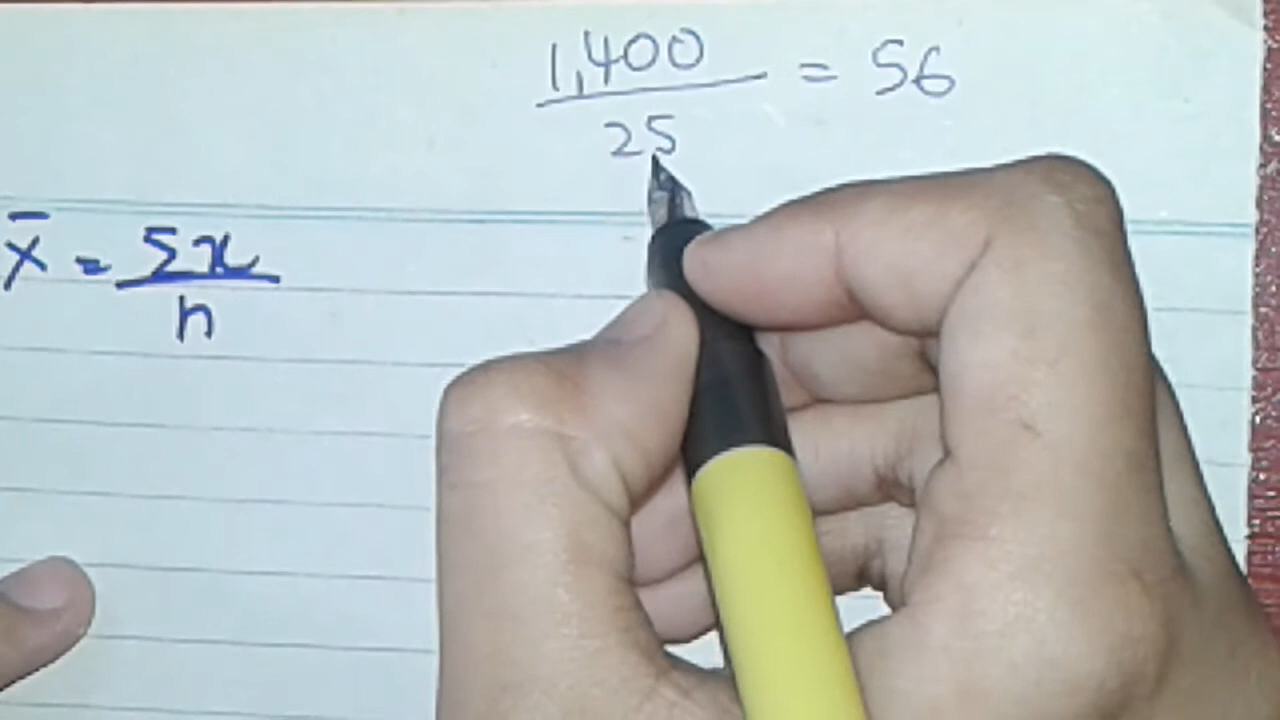 1,400 / 25 = 56
x̄ = Σx / n